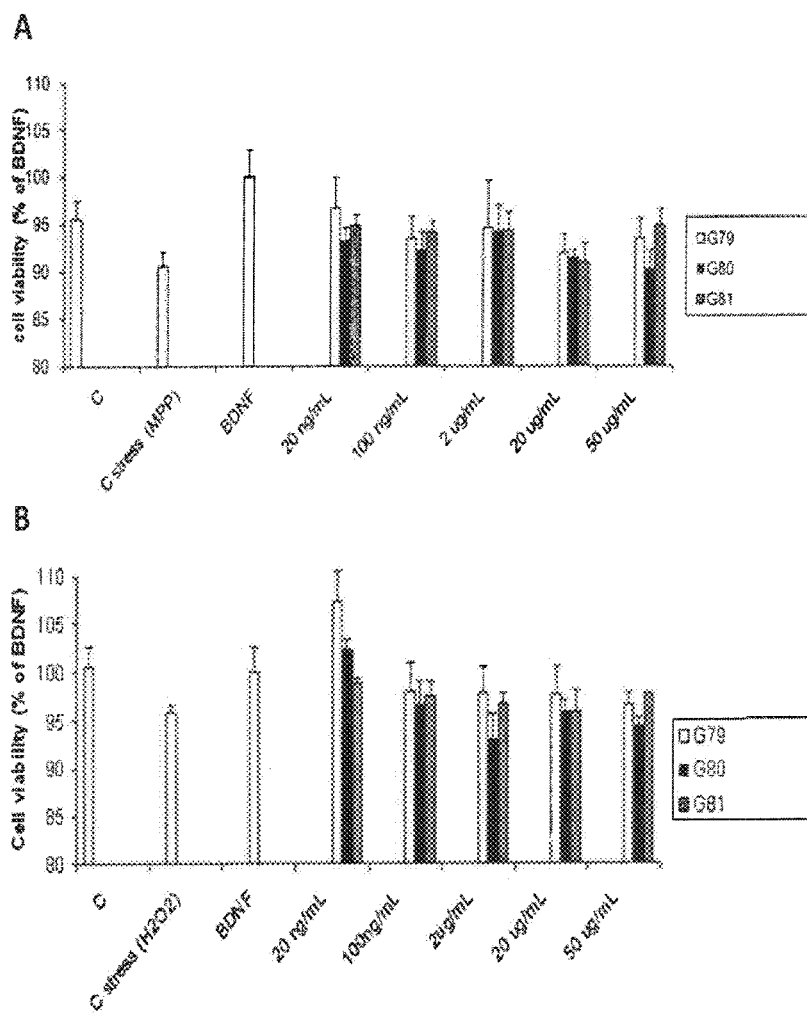 A
cell viability (% of BDNF)
110
105
100
95
90
85
80
C
C stress (MPP)
BDNF
20 ng/mL
100 ng/mL
2 ug/mL
20 ug/mL
50 ug/mL
G79
G80
G81
B
Cell viability (% of BDNF)
110
105
100
95
90
85
80
C
C stress (H2O2)
BDNF
20 ng/mL
100ng/mL
2ug/mL
20 ug/mL
50 ug/mL
G79
G80
G81